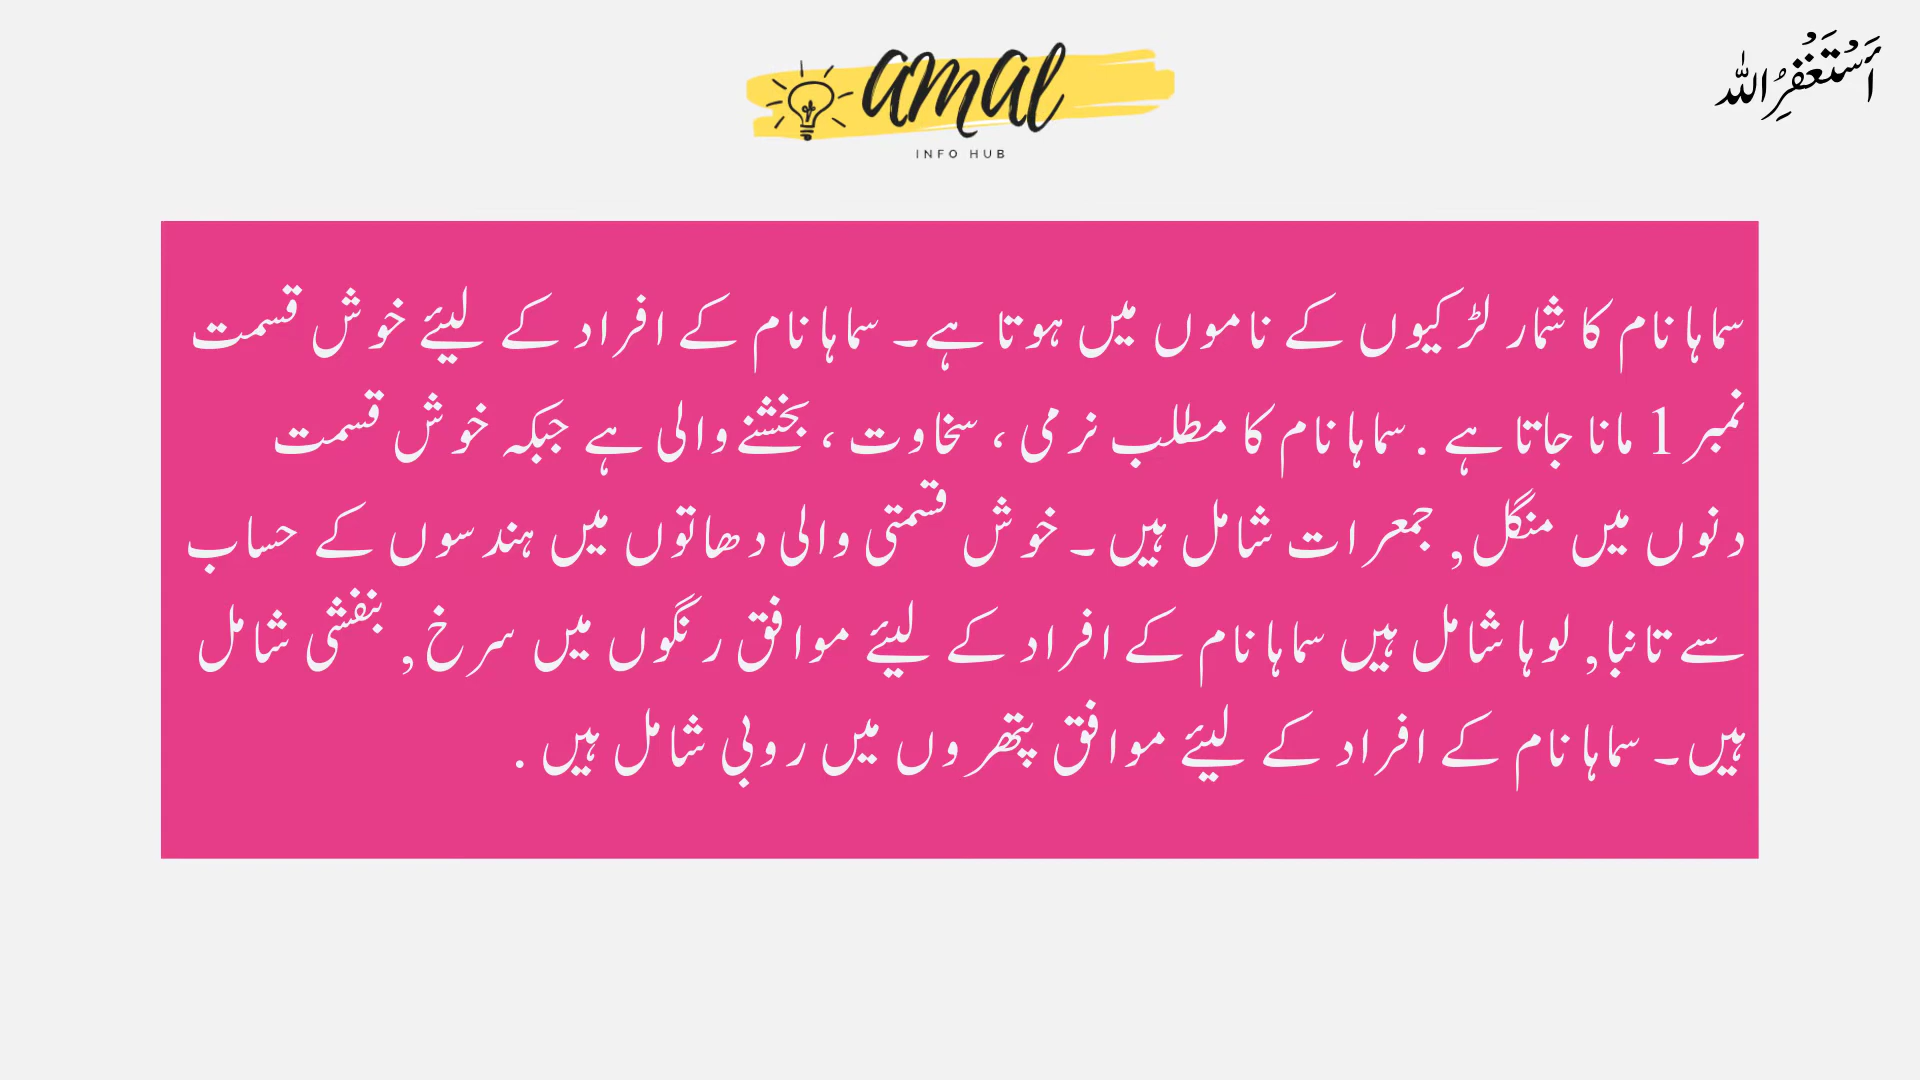 amal
INFO HUB
أَسْتَغْفِرُ اللّٰه
سماہا نام کا شمار لڑکیوں کے ناموں میں ہوتا ہے۔ سماہا نام کے افراد کے لیئے خوش قسمت
نمبر 1 مانا جاتا ہے . سماہا نام کا مطلب نرمی ، سخاوت ، بخشنے والی ہے جبکہ خوش قسمت
دنوں میں منگل, جمعرات شامل ہیں۔ خوش قسمتی والی دھاتوں میں ہندسوں کے حساب
سے تانبا, لوہا شامل ہیں سماہا نام کے افراد کے لیئے موافق رنگوں میں سرخ, بنفشی شامل
ہیں۔ سماہا نام کے افراد کے لیئے موافق پتھروں میں روبی شامل ہیں .